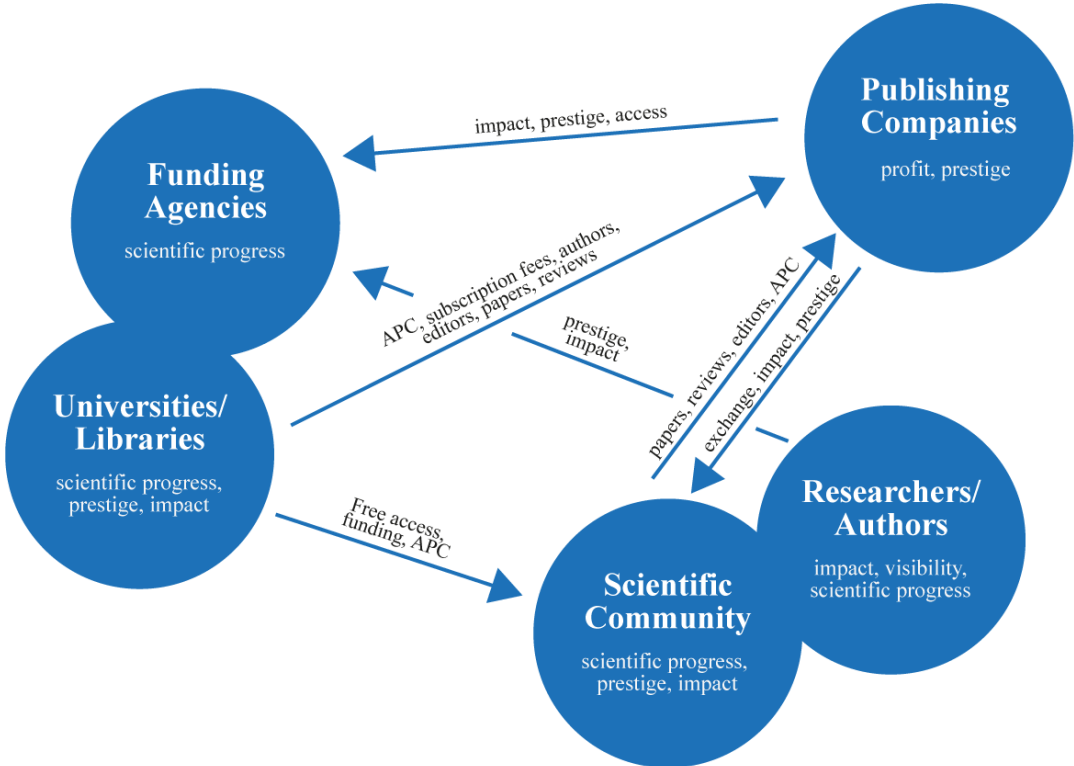 Publishing
Companies
profit, prestige
impact, prestige, access
Funding
Agencies
scientific progress
APC, subscription fees, authors,
editors, papers, reviews
prestige,
impact
papers, reviews, editors, APC
exchange, impact, prestige
Universities/
Libraries
scientific progress,
prestige, impact
Free access,
funding, APC
Researchers/
Authors
impact, visibility,
scientific progress
Scientific
Community
scientific progress,
prestige, impact